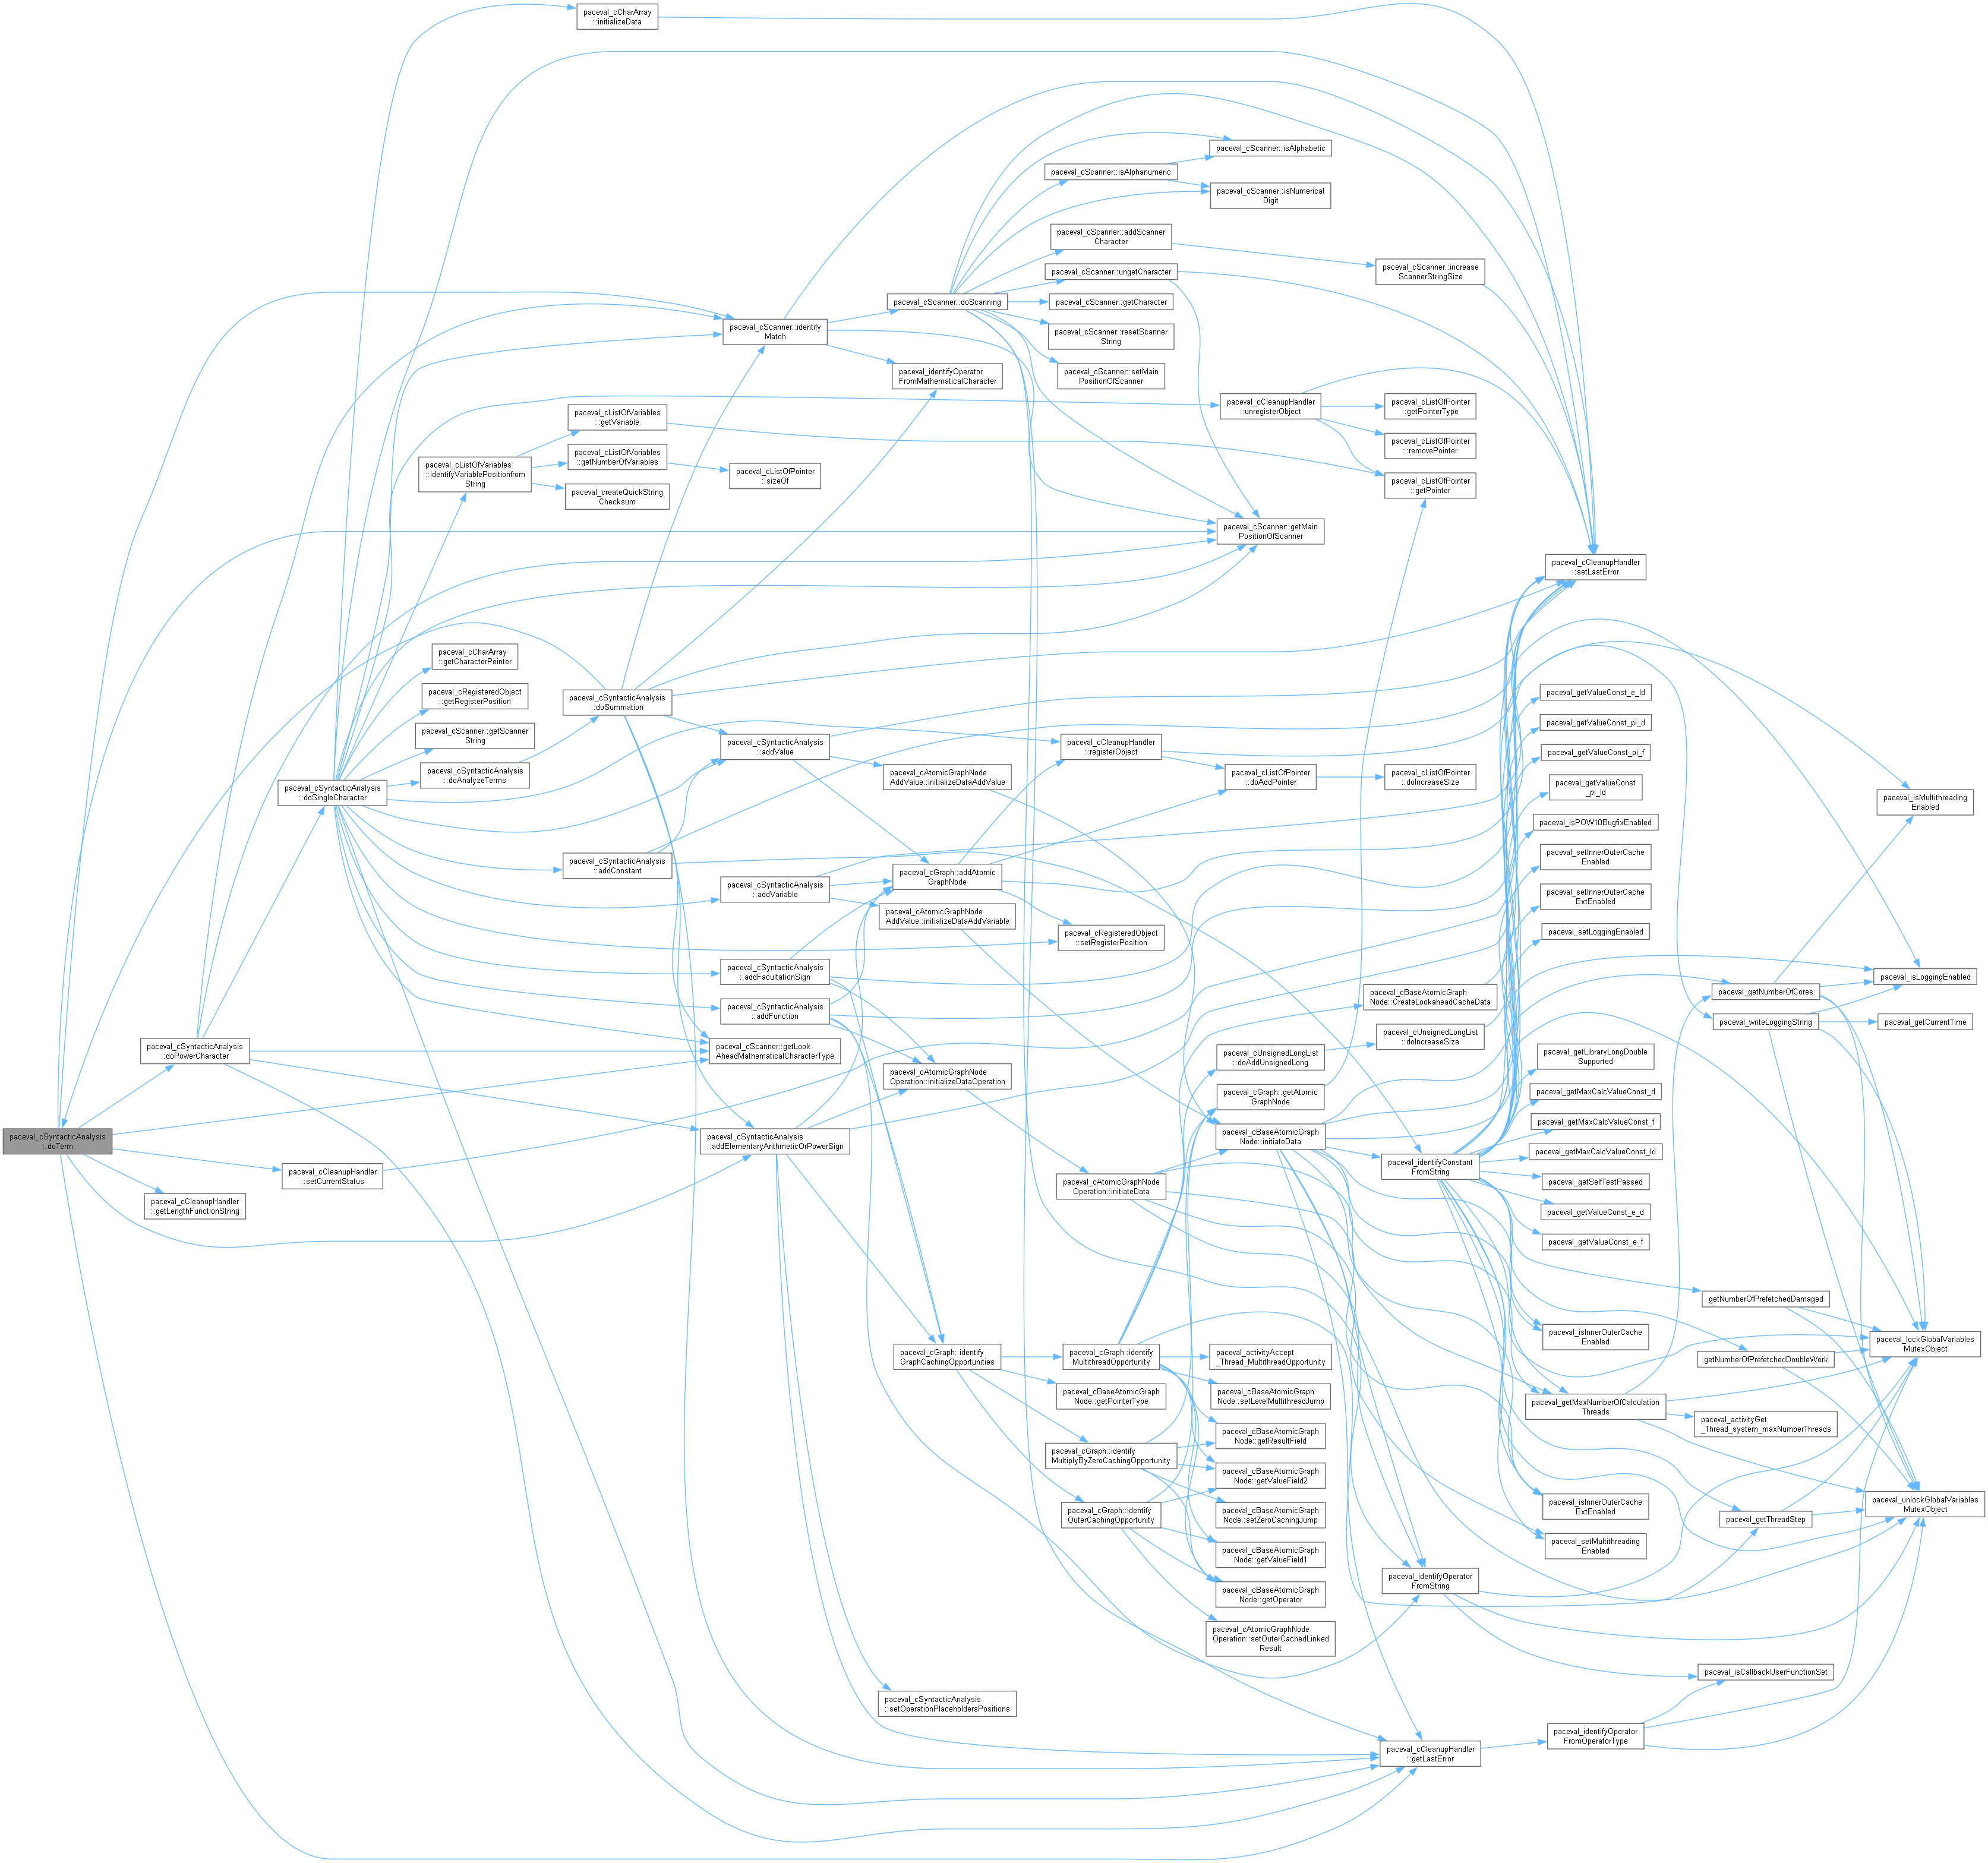 paceval_cSyntacticAnalysis
::doTerm
paceval_cSyntacticAnalysis
::doPowerCharacter
paceval_cCleanupHandler
::getLengthFunctionString
paceval_cSyntacticAnalysis
::doSingleCharacter
paceval_cCleanupHandler
::setCurrentStatus
paceval_cListOfVariables
::identifyVariablePositionfrom
String
paceval_cCharArray
::getCharacterPointer
paceval_cRegisteredObject
::getRegisterPosition
paceval_cScanner::getScanner
String
paceval_cSyntacticAnalysis
::doAnalyzeTerms
paceval_cCharArray
::initializeData
paceval_cListOfVariables
::getVariable
paceval_cListOfVariables
::getNumberOfVariables
paceval_createQuickString
Checksum
paceval_cSyntacticAnalysis
::doSummation
paceval_cSyntacticAnalysis
::addConstant
paceval_cScanner::identify
Match
paceval_cListOfPointer
::sizeOf
paceval_cSyntacticAnalysis
::addValue
paceval_cSyntacticAnalysis
::addVariable
paceval_cSyntacticAnalysis
::addFacultationSign
paceval_cSyntacticAnalysis
::addFunction
paceval_cScanner::getLook
AheadMathematicalCharacterType
paceval_cSyntacticAnalysis
::addElementaryArithmeticOrPowerSign
paceval_cScanner::doScanning
paceval_identifyOperator
FromMathematicalCharacter
paceval_cAtomicGraphNode
AddValue::initializeDataAddValue
paceval_cGraph::addAtomic
GraphNode
paceval_cAtomicGraphNode
AddValue::initializeDataAddVariable
paceval_cAtomicGraphNode
Operation::initializeDataOperation
paceval_cGraph::identify
GraphCachingOpportunities
paceval_cSyntacticAnalysis
::setOperationPlaceholdersPositions
paceval_cScanner::isAlphanumeric
paceval_cScanner::addScanner
Character
paceval_cScanner::ungetCharacter
paceval_cScanner::getCharacter
paceval_cScanner::resetScanner
String
paceval_cScanner::setMain
PositionOfScanner
paceval_cCleanupHandler
::registerObject
paceval_cRegisteredObject
::setRegisterPosition
paceval_cAtomicGraphNode
Operation::initiateData
paceval_cGraph::identify
MultithreadOpportunity
paceval_cBaseAtomicGraph
Node::getPointerType
paceval_cGraph::identify
MultiplyByZeroCachingOpportunity
paceval_cGraph::identify
OuterCachingOpportunity
paceval_cScanner::isAlphabetic
paceval_cScanner::isNumerical
Digit
paceval_cCleanupHandler
::unregisterObject
paceval_cScanner::getMain
PositionOfScanner
paceval_cListOfPointer
::doAddPointer
paceval_cUnsignedLongList
::doAddUnsignedLong
paceval_cGraph::getAtomic
GraphNode
paceval_cBaseAtomicGraph
Node::initiateData
paceval_activityAccept
_Thread_MultithreadOpportunity
paceval_cBaseAtomicGraph
Node::setLevelMultithreadJump
paceval_cBaseAtomicGraph
Node::getResultField
paceval_cBaseAtomicGraph
Node::getValueField2
paceval_cBaseAtomicGraph
Node::setZeroCachingJump
paceval_cBaseAtomicGraph
Node::getValueField1
paceval_cBaseAtomicGraph
Node::getOperator
paceval_cAtomicGraphNode
Operation::setOuterCachedLinked
Result
paceval_cScanner::increase
ScannerStringSize
paceval_cListOfPointer
::getPointerType
paceval_cListOfPointer
::removePointer
paceval_cListOfPointer
::getPointer
paceval_cListOfPointer
::doIncreaseSize
paceval_cBaseAtomicGraph
Node::CreateLookaheadCacheData
paceval_cUnsignedLongList
::doIncreaseSize
paceval_identifyConstant
FromString
paceval_identifyOperator
FromString
paceval_cCleanupHandler
::getLastError
paceval_cCleanupHandler
::setLastError
paceval_getValueConst_e_ld
paceval_getValueConst_pi_d
paceval_getValueConst_pi_f
paceval_getValueConst
_pi_ld
paceval_isPOW10BugfixEnabled
paceval_setInnerOuterCache
Enabled
paceval_setInnerOuterCache
ExtEnabled
paceval_setLoggingEnabled
paceval_getLibraryLongDouble
Supported
paceval_getMaxCalcValueConst_d
paceval_getMaxCalcValueConst_f
paceval_getMaxCalcValueConst_ld
paceval_getSelfTestPassed
paceval_getValueConst_e_d
paceval_getValueConst_e_f
paceval_isInnerOuterCache
Enabled
paceval_getMaxNumberOfCalculation
Threads
paceval_isInnerOuterCache
ExtEnabled
paceval_setMultithreading
Enabled
paceval_identifyOperator
FromOperatorType
paceval_getNumberOfCores
paceval_writeLoggingString
getNumberOfPrefetchedDamaged
getNumberOfPrefetchedDoubleWork
paceval_activityGet
_Thread_system_maxNumberThreads
paceval_getThreadStep
paceval_isCallbackUserFunctionSet
paceval_isMultithreading
Enabled
paceval_isLoggingEnabled
paceval_getCurrentTime
paceval_lockGlobalVariables
MutexObject
paceval_unlockGlobalVariables
MutexObject